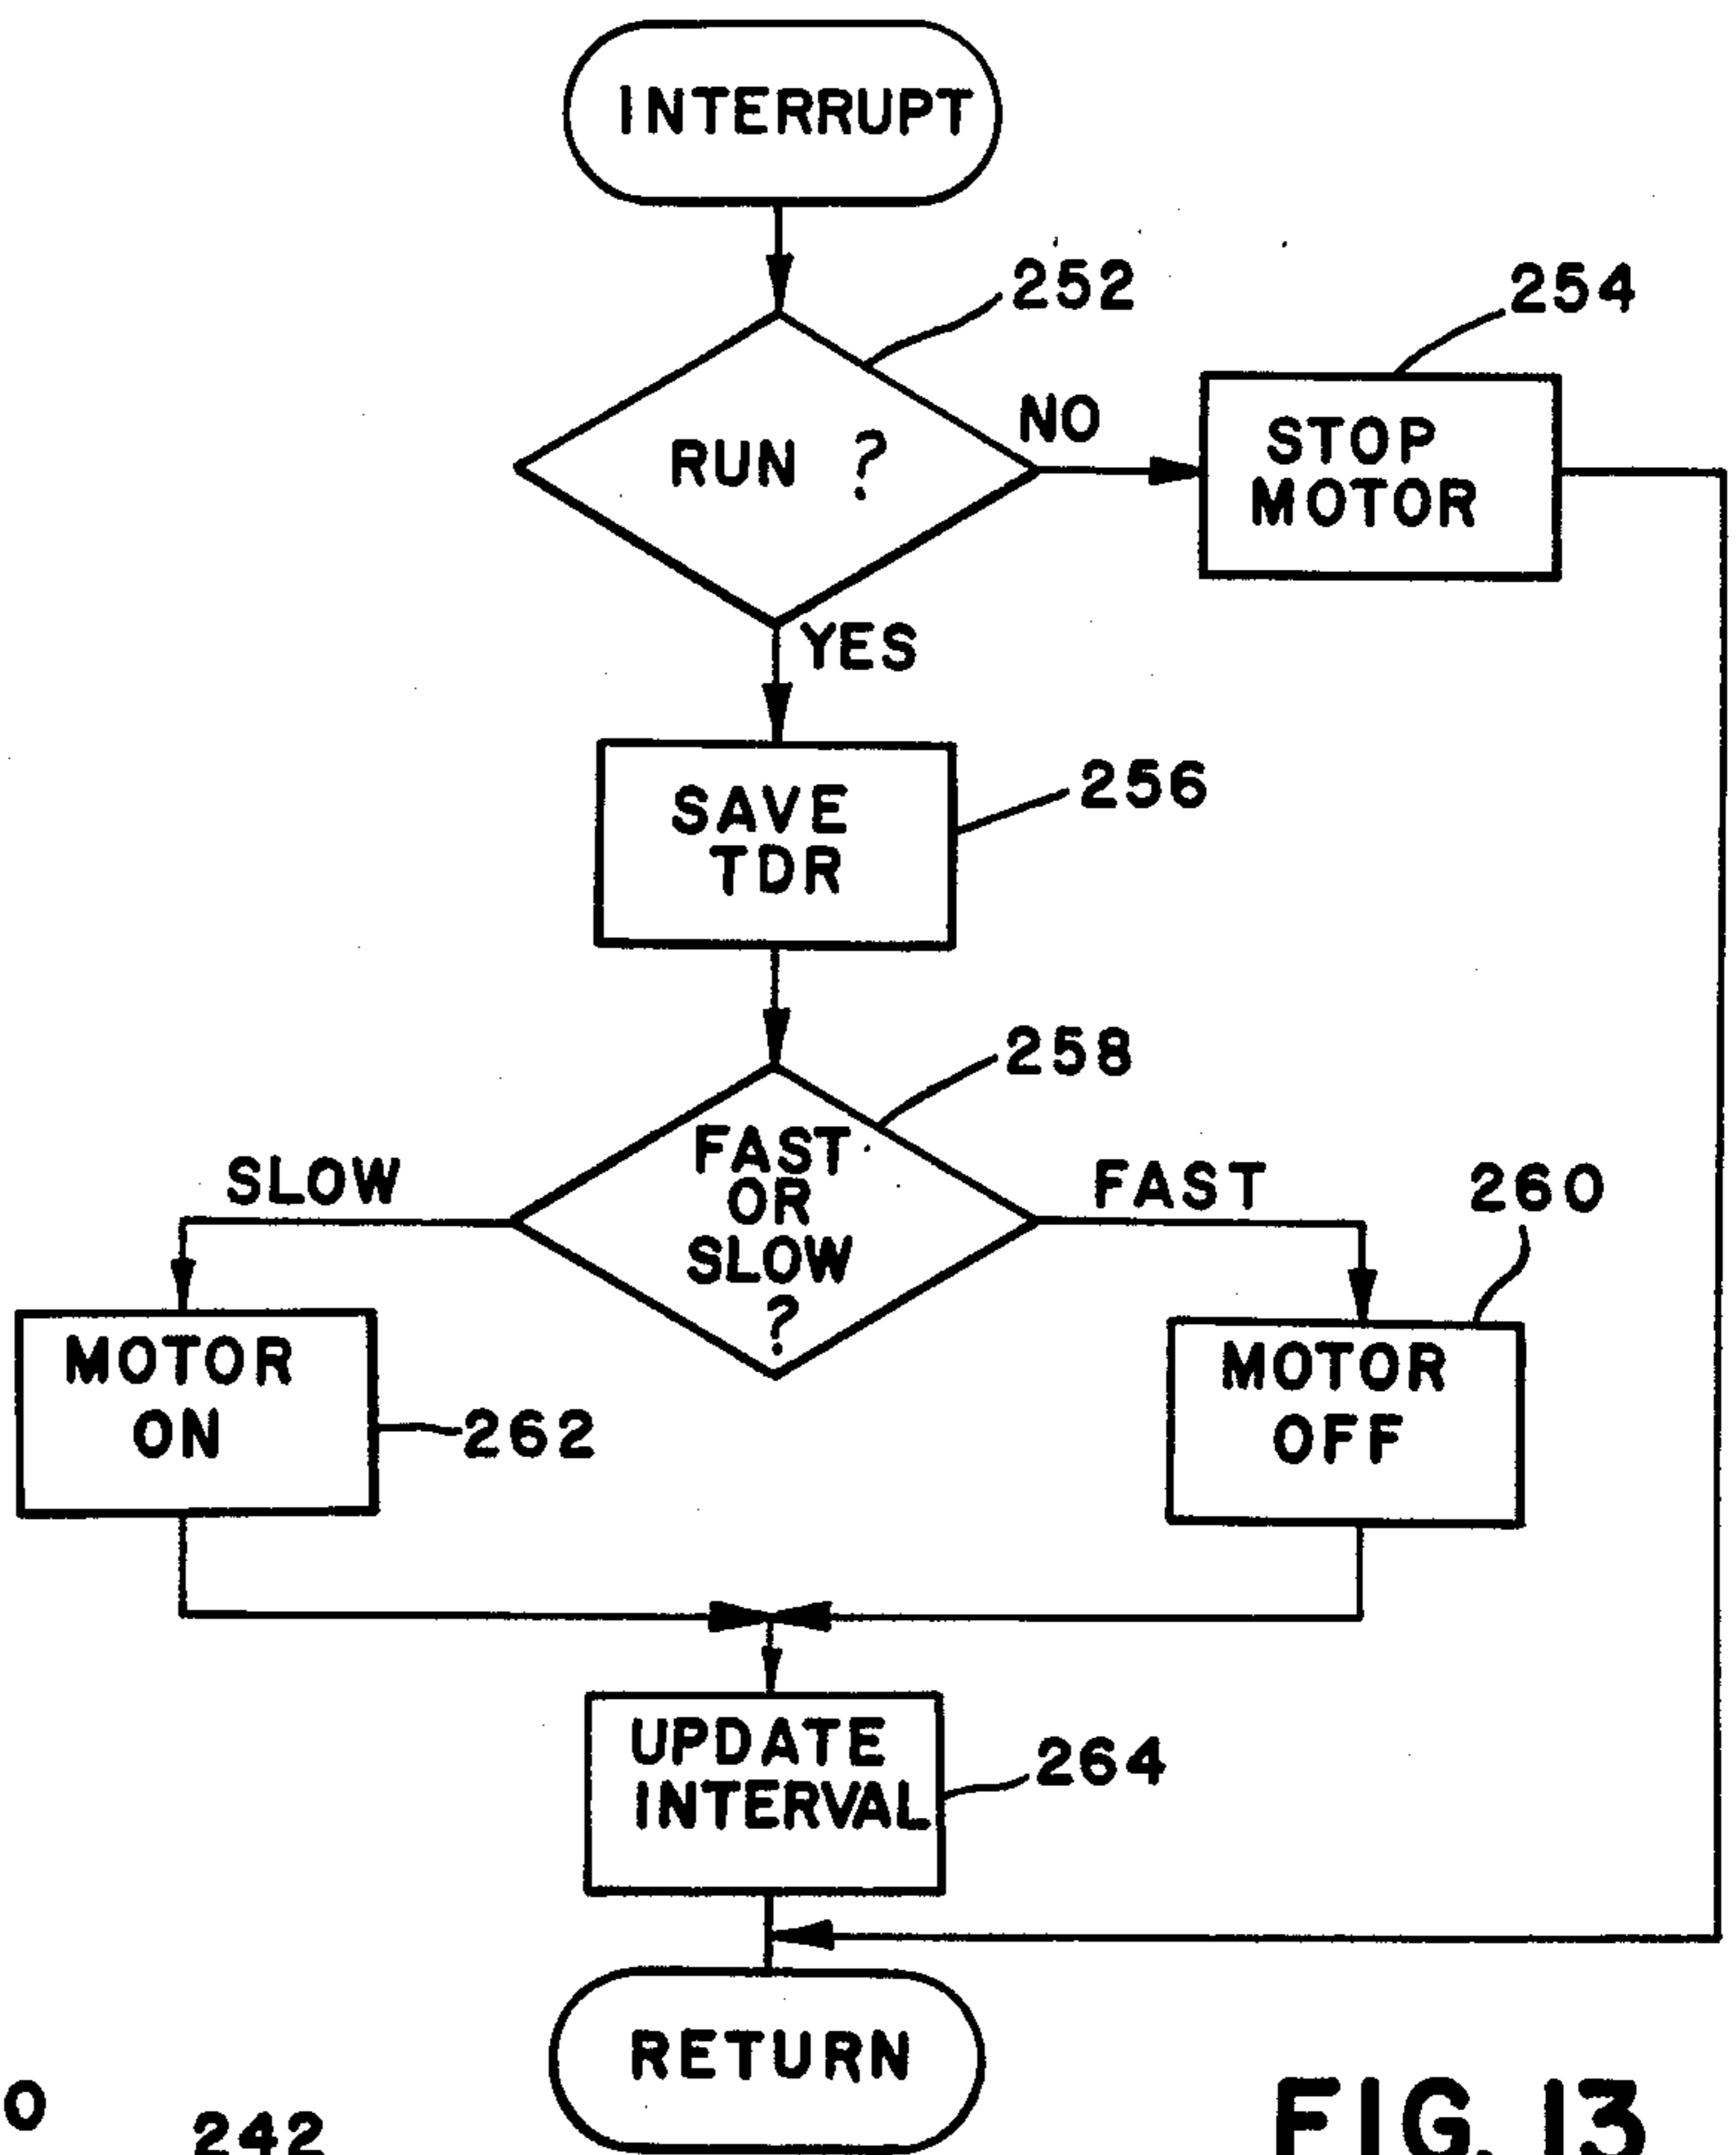 INTERRUPT
252
254
NO
RUN ?
STOP
MOTOR
YES
256
SAVE
TDR
258
FAST
OR
SLOW
?
SLOW
FAST
260
MOTOR
ON
262
MOTOR
OFF
UPDATE
INTERVAL
264
RETURN
O
242
FIG. 13